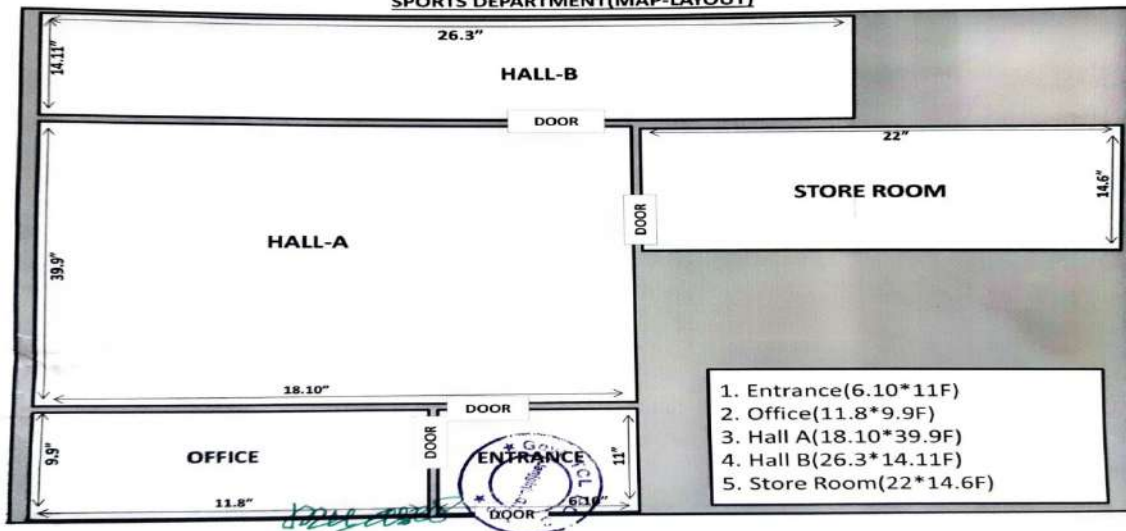 SPORTS DEPARTMENT(MAP-LAYOUT)
26.3”
14.11”
HALL-B
DOOR
22”
STORE ROOM
14.6”
DOOR
HALL-A
39.9”
18.10”
DOOR
9.9”
OFFICE
DOOR
ENTRANCE
11”
11.8”
6.10”
DOOR
1. Entrance(6.10*11F)
2. Office(11.8*9.9F)
3. Hall A(18.10*39.9F)
4. Hall B(26.3*14.11F)
5. Store Room(22*14.6F)